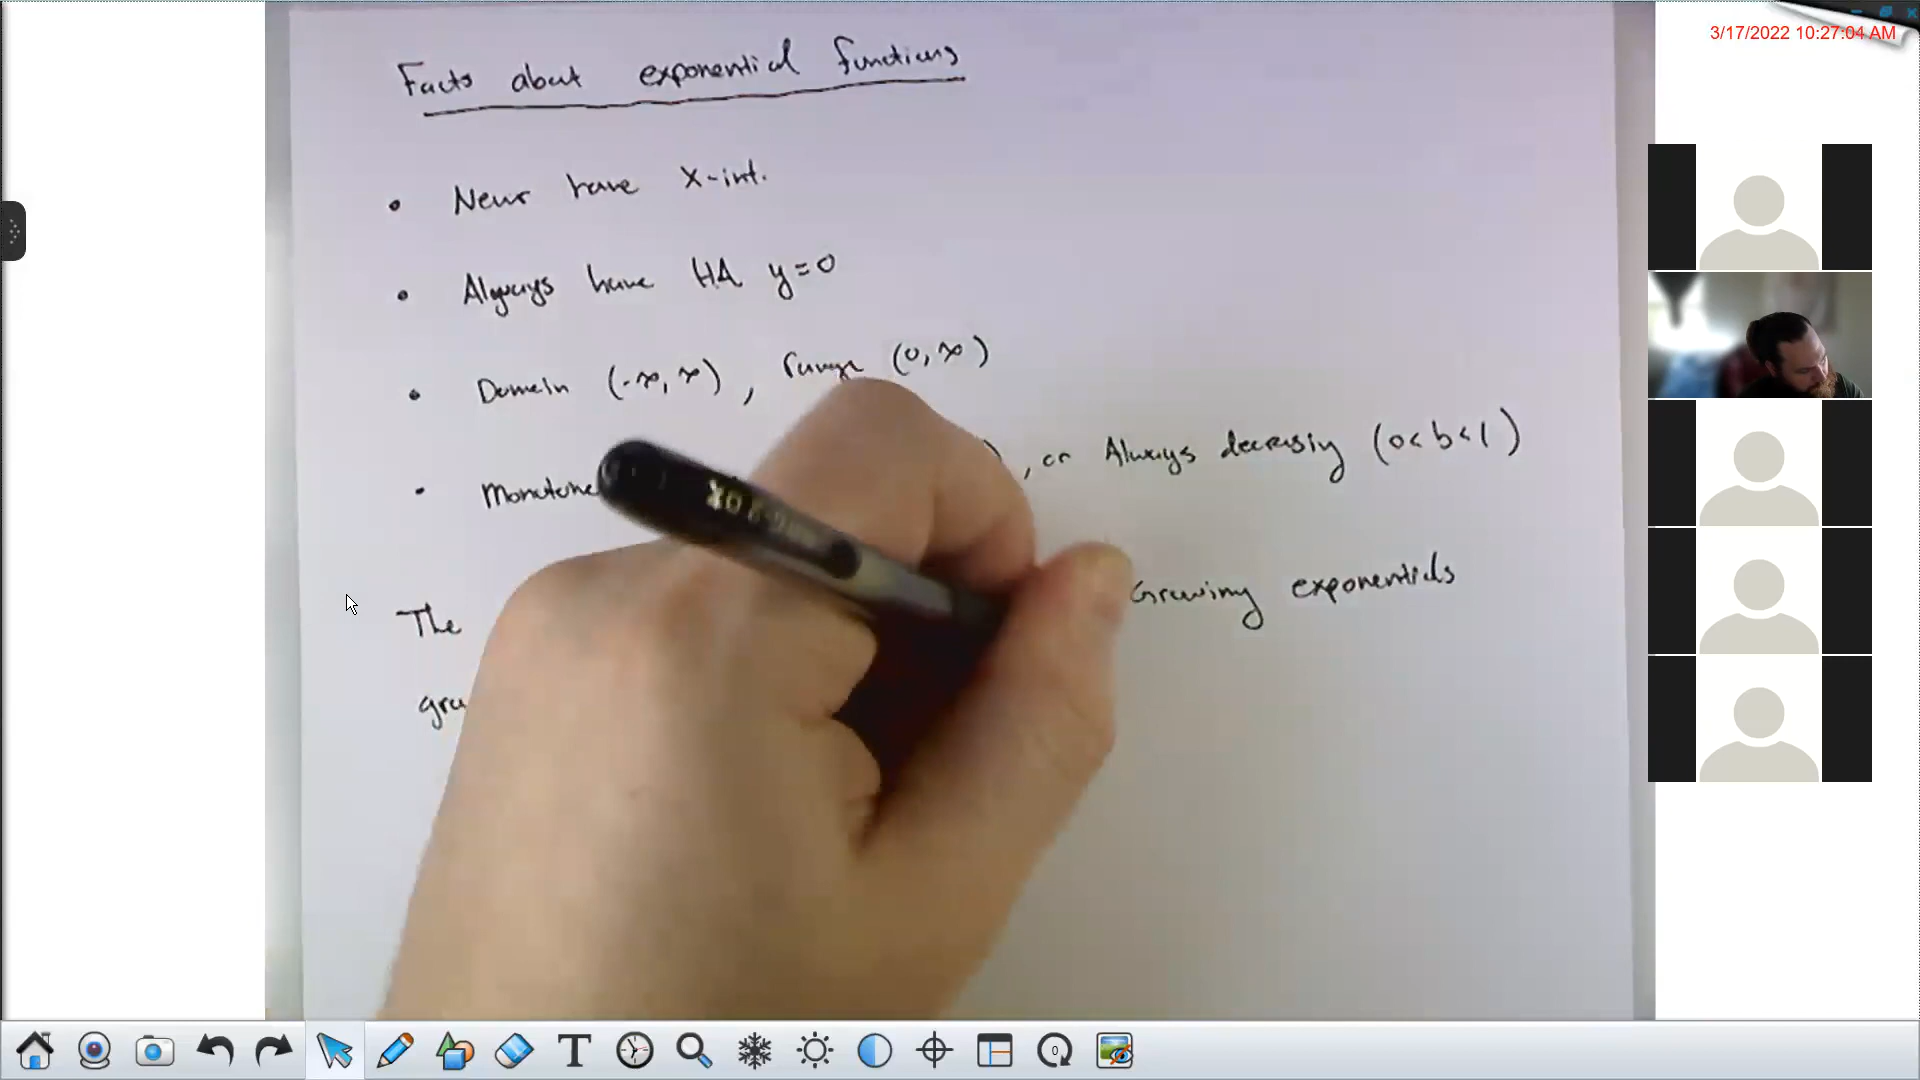 3/17/2022 10:27:04 AM
Facts about exponential functions
• Never have x-int.
• Always have HA y=0
• Domain (-∞, ∞), range (0, ∞)
• Monotone ), or Always decreasing (0<b<1)
The Growing exponentials
T
0